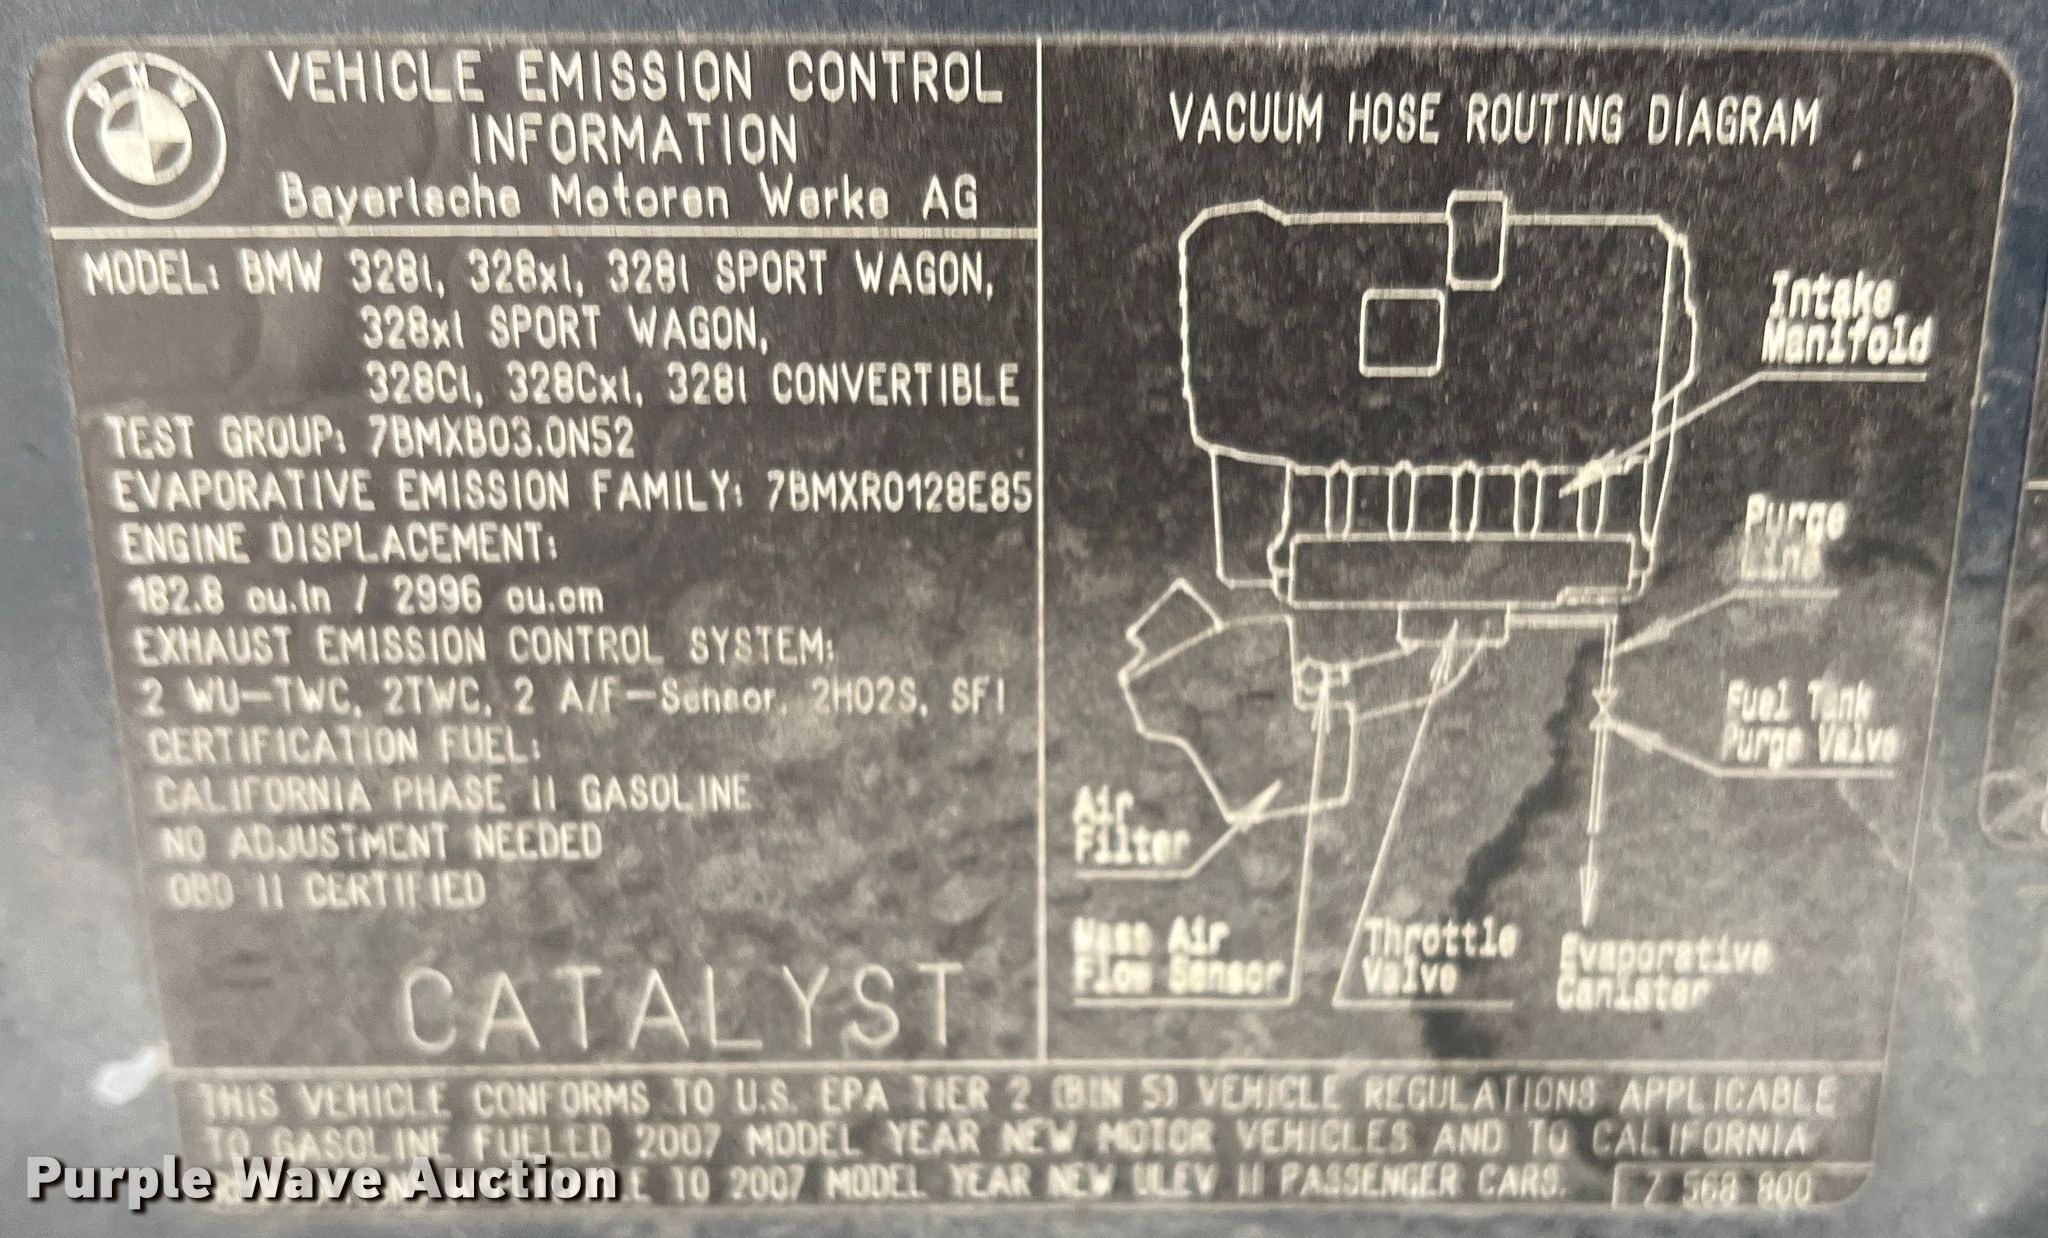 BMW
VEHICLE EMISSION CONTROL
INFORMATION
Bayerische Motoren Werke AG
MODEL: BMW 328i, 328xi, 328i SPORT WAGON,
328xi SPORT WAGON,
328Ci, 328Cxi, 328i CONVERTIBLE
TEST GROUP: 7BMXB03.0N52
EVAPORATIVE EMISSION FAMILY: 7BMXR0128E85
ENGINE DISPLACEMENT:
182.8 cu.in / 2996 cu.cm
EXHAUST EMISSION CONTROL SYSTEM:
2 WU-TWC, 2TWC, 2 A/F-Sensor, 2HO2S, SFI
CERTIFICATION FUEL:
CALIFORNIA PHASE II GASOLINE
NO ADJUSTMENT NEEDED
OBD II CERTIFIED
CATALYST
VACUUM HOSE ROUTING DIAGRAM
Intake
Manifold
Purge
Line
Fuel Tank
Purge Valve
Air
Filter
Mass Air
Flow Sensor
Throttle
Valve
Evaporative
Canister
THIS VEHICLE CONFORMS TO U.S. EPA TIER 2 (BIN 5) VEHICLE REGULATIONS APPLICABLE
TO GASOLINE FUELED 2007 MODEL YEAR NEW MOTOR VEHICLES AND TO CALIFORNIA
TO 2007 MODEL YEAR NEW ULEV II PASSENGER CARS. 7 568 800
Purple Wave Auction